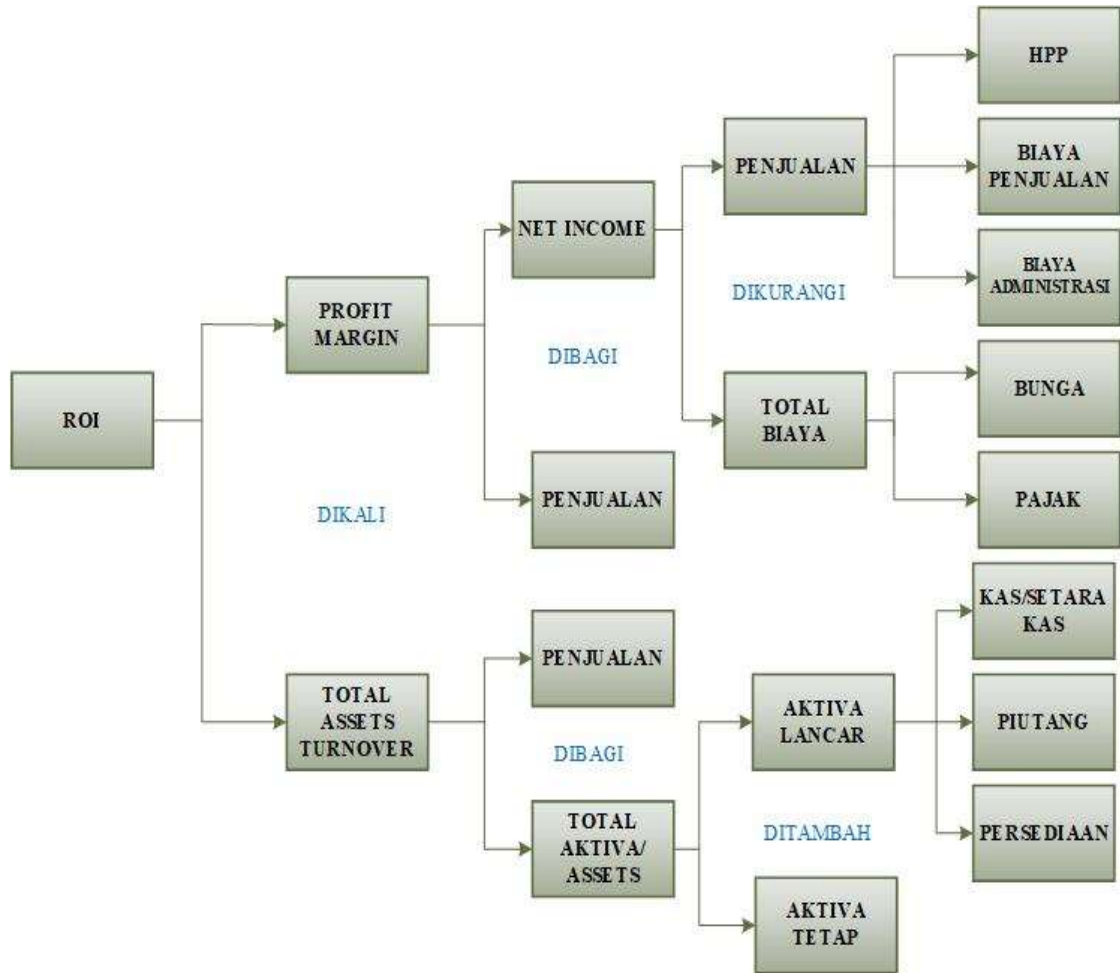 HPP
BIAYA
PENJUALAN
PENJUALAN
NET INCOME
BIAYA
ADMINISTRASI
DIKURANGI
PROFIT
MARGIN
DIBAGI
BUNGA
ROI
TOTAL
BIAYA
PENJUALAN
PAJAK
DIKALI
KAS/SETARA
KAS
PENJUALAN
TOTAL
ASSETS
TURNOVER
AKTIVA
LANCAR
PIUTANG
DIBAGI
TOTAL
AKTIVA/
ASSETS
DITAMBAH
PERSEDIAAN
AKTIVA
TETAP